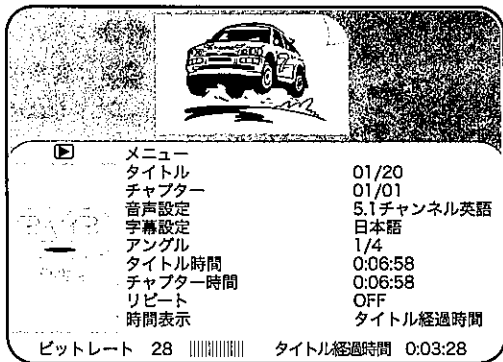 メニュー
タイトル 01/20
チャプター 01/01
音声設定 5.1チャンネル英語
字幕設定 日本語
アングル 1/4
タイトル時間 0:06:58
チャプター時間 0:06:58
リピート OFF
時間表示 タイトル経過時間
ビットレート 28 タイトル経過時間 0:03:28